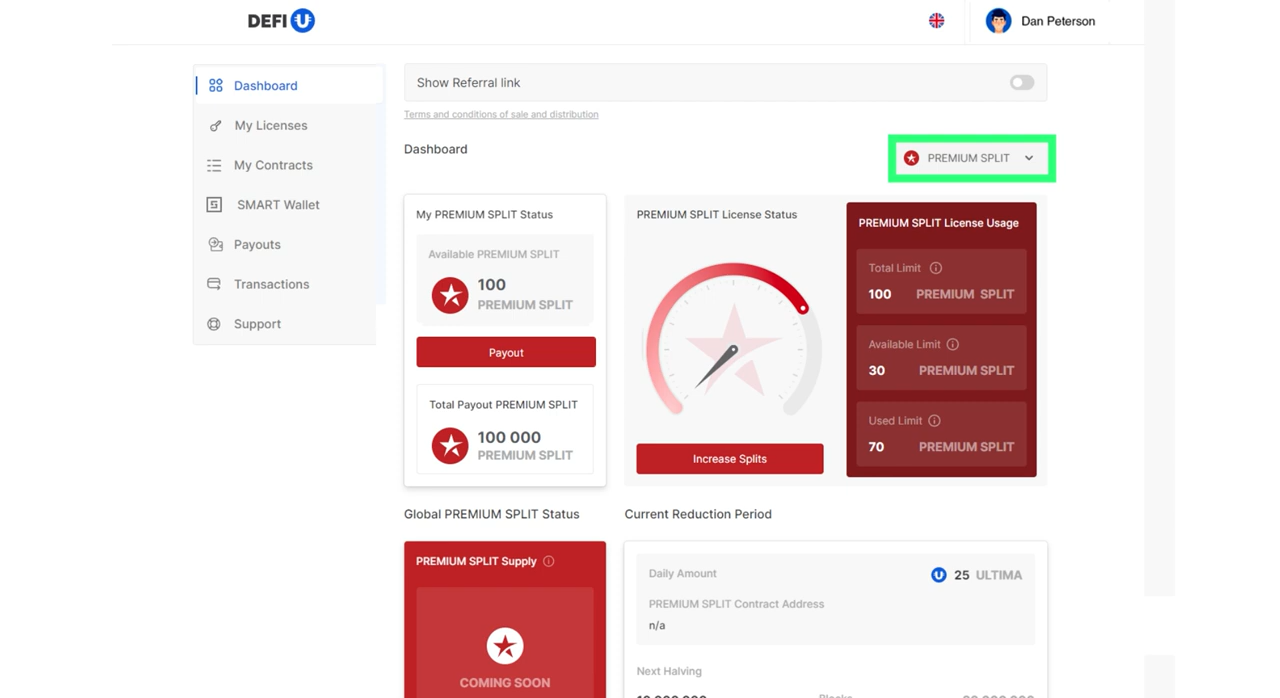 DEFI U
Dan Peterson
Dashboard
My Licenses
My Contracts
SMART Wallet
Payouts
Transactions
Support
Show Referral link
Terms and conditions of sale and distribution
Dashboard
PREMIUM SPLIT
My PREMIUM SPLIT Status
Available PREMIUM SPLIT
100
PREMIUM SPLIT
Payout
Total Payout PREMIUM SPLIT
100 000
PREMIUM SPLIT
PREMIUM SPLIT License Status
Increase Splits
PREMIUM SPLIT License Usage
Total Limit
100 PREMIUM SPLIT
Available Limit
30 PREMIUM SPLIT
Used Limit
70 PREMIUM SPLIT
Global PREMIUM SPLIT Status
PREMIUM SPLIT Supply
COMING SOON
Current Reduction Period
Daily Amount
25 ULTIMA
PREMIUM SPLIT Contract Address
n/a
Next Halving
Blocks